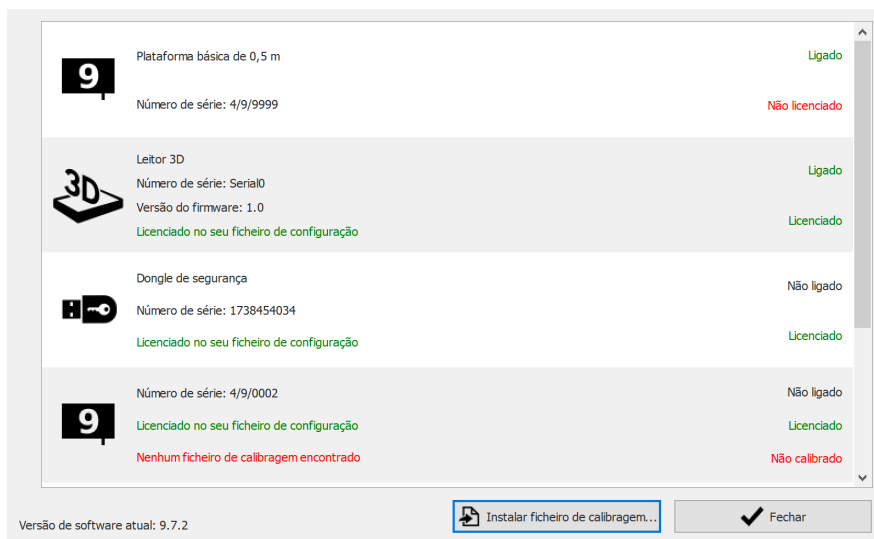 9
Plataforma básica de 0,5 m
Ligado
Número de série: 4/9/9999
Não licenciado
3D
Leitor 3D
Número de série: Serial0
Ligado
Versão do firmware: 1.0
Licenciado
Licenciado no seu ficheiro de configuração
Dongle de segurança
Não ligado
Número de série: 1738454034
Licenciado no seu ficheiro de configuração
Licenciado
9
Número de série: 4/9/0002
Não ligado
Licenciado no seu ficheiro de configuração
Licenciado
Nenhum ficheiro de calibragem encontrado
Não calibrado
Versão de software atual: 9.7.2
Instalar ficheiro de calibragem...
Fechar